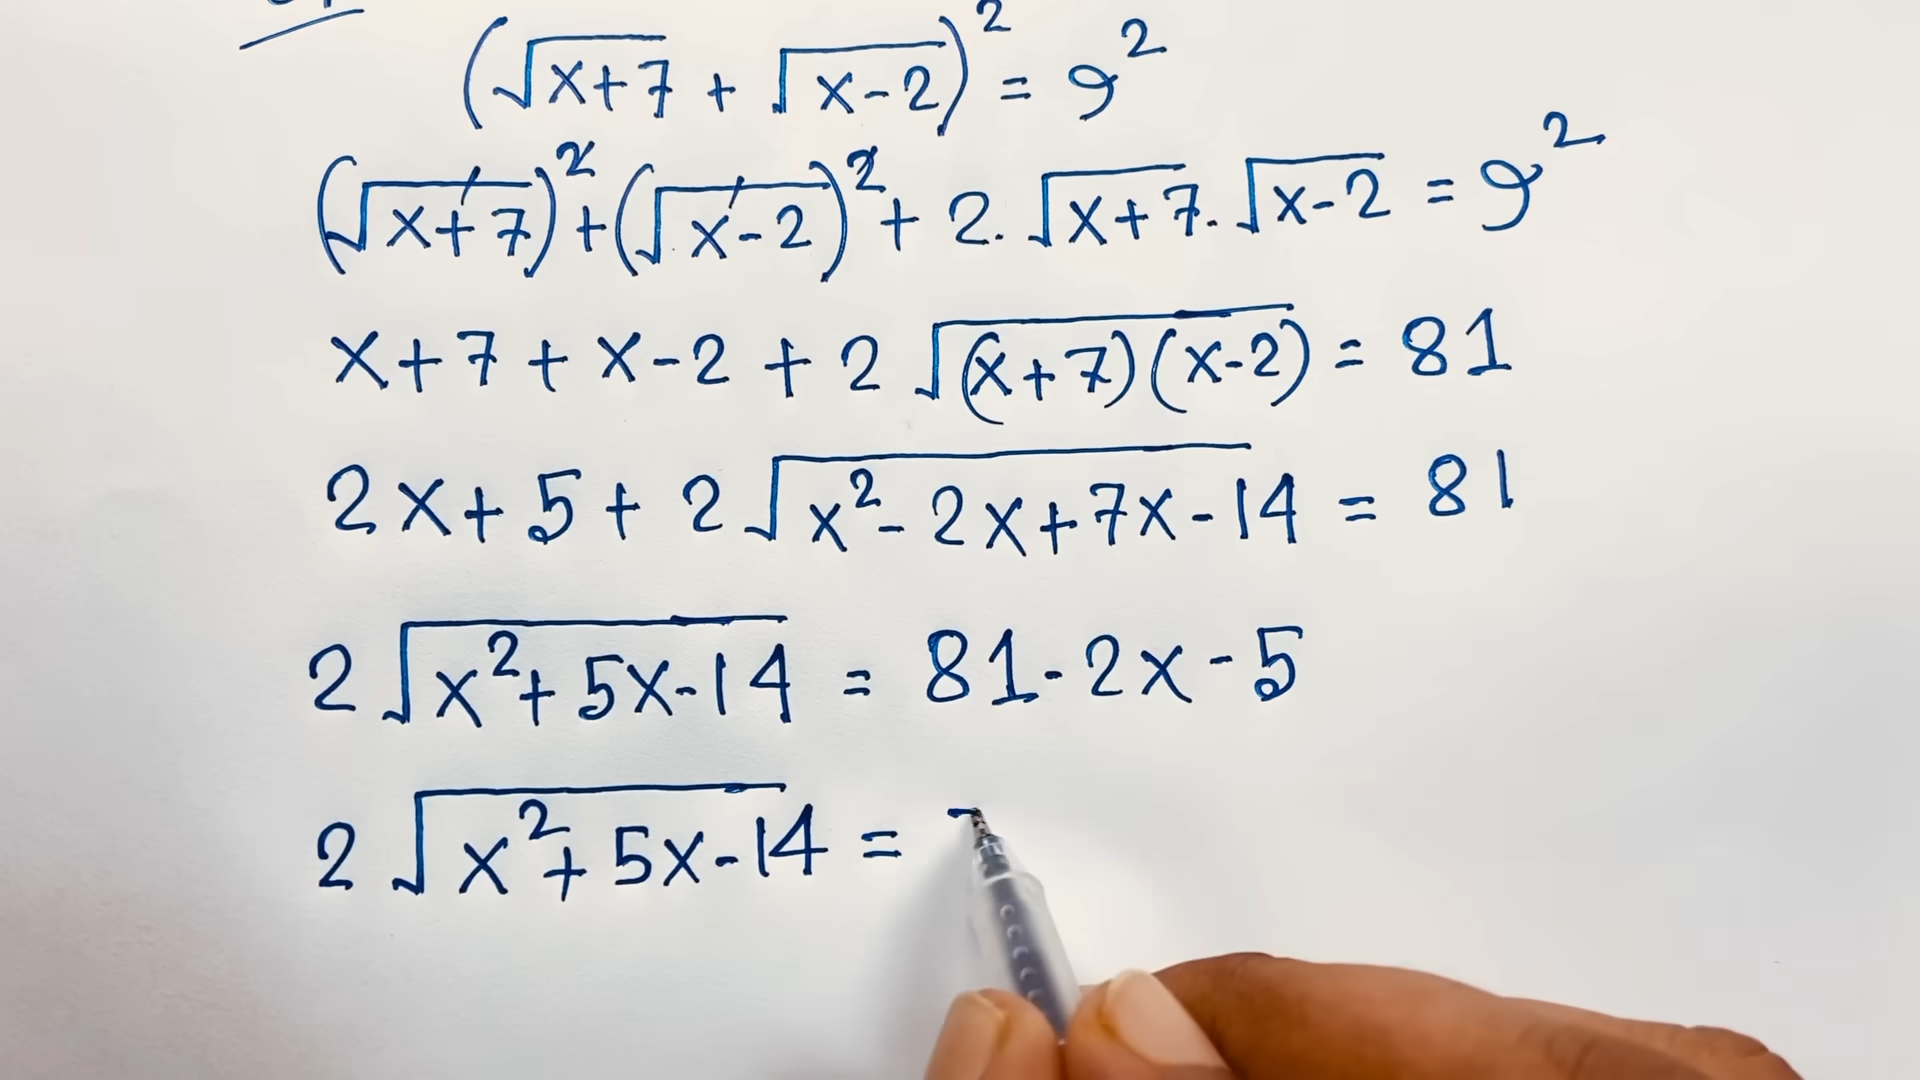 (√x+7 + √x-2)² = 9²
(√x+7)² + (√x-2)² + 2.√x+7.√x-2 = 9²
x+7 + x-2 + 2√(x+7)(x-2) = 81
2x+5+2√x²-2x+7x-14 = 81
2√x²+5x-14 = 81-2x-5
2√x²+5x-14 =